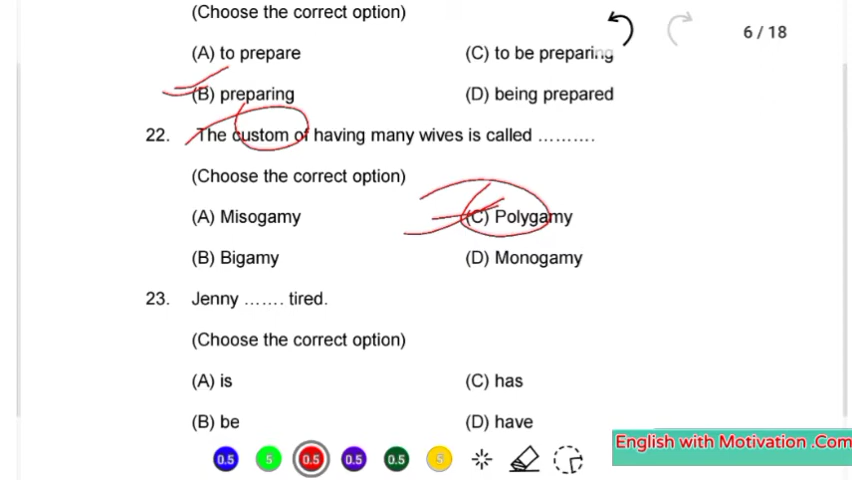 (Choose the correct option)
6 / 18
(A) to prepare (C) to be preparing
(B) preparing (D) being prepared
22. The custom of having many wives is called ……….
(Choose the correct option)
(A) Misogamy (C) Polygamy
(B) Bigamy (D) Monogamy
23. Jenny ……. tired.
(Choose the correct option)
(A) is (C) has
(B) be (D) have
English with Motivation .Com
0.5 5 0.5 0.5 0.5 5